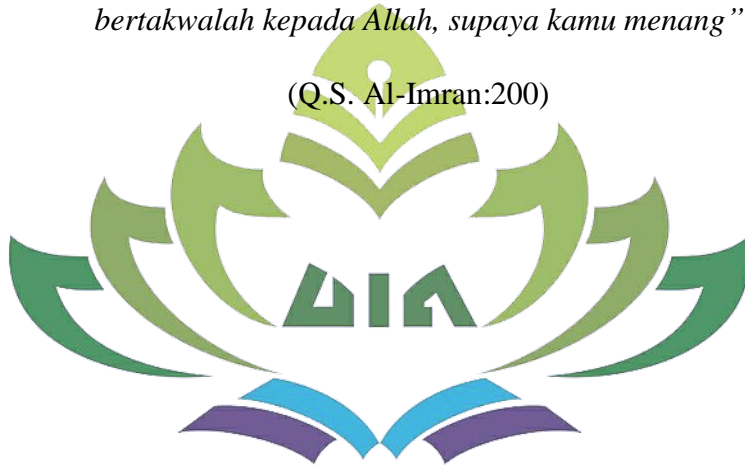 bertakwalah kepada Allah, supaya kamu menang”
(Q.S. Al-Imran:200)
UIN